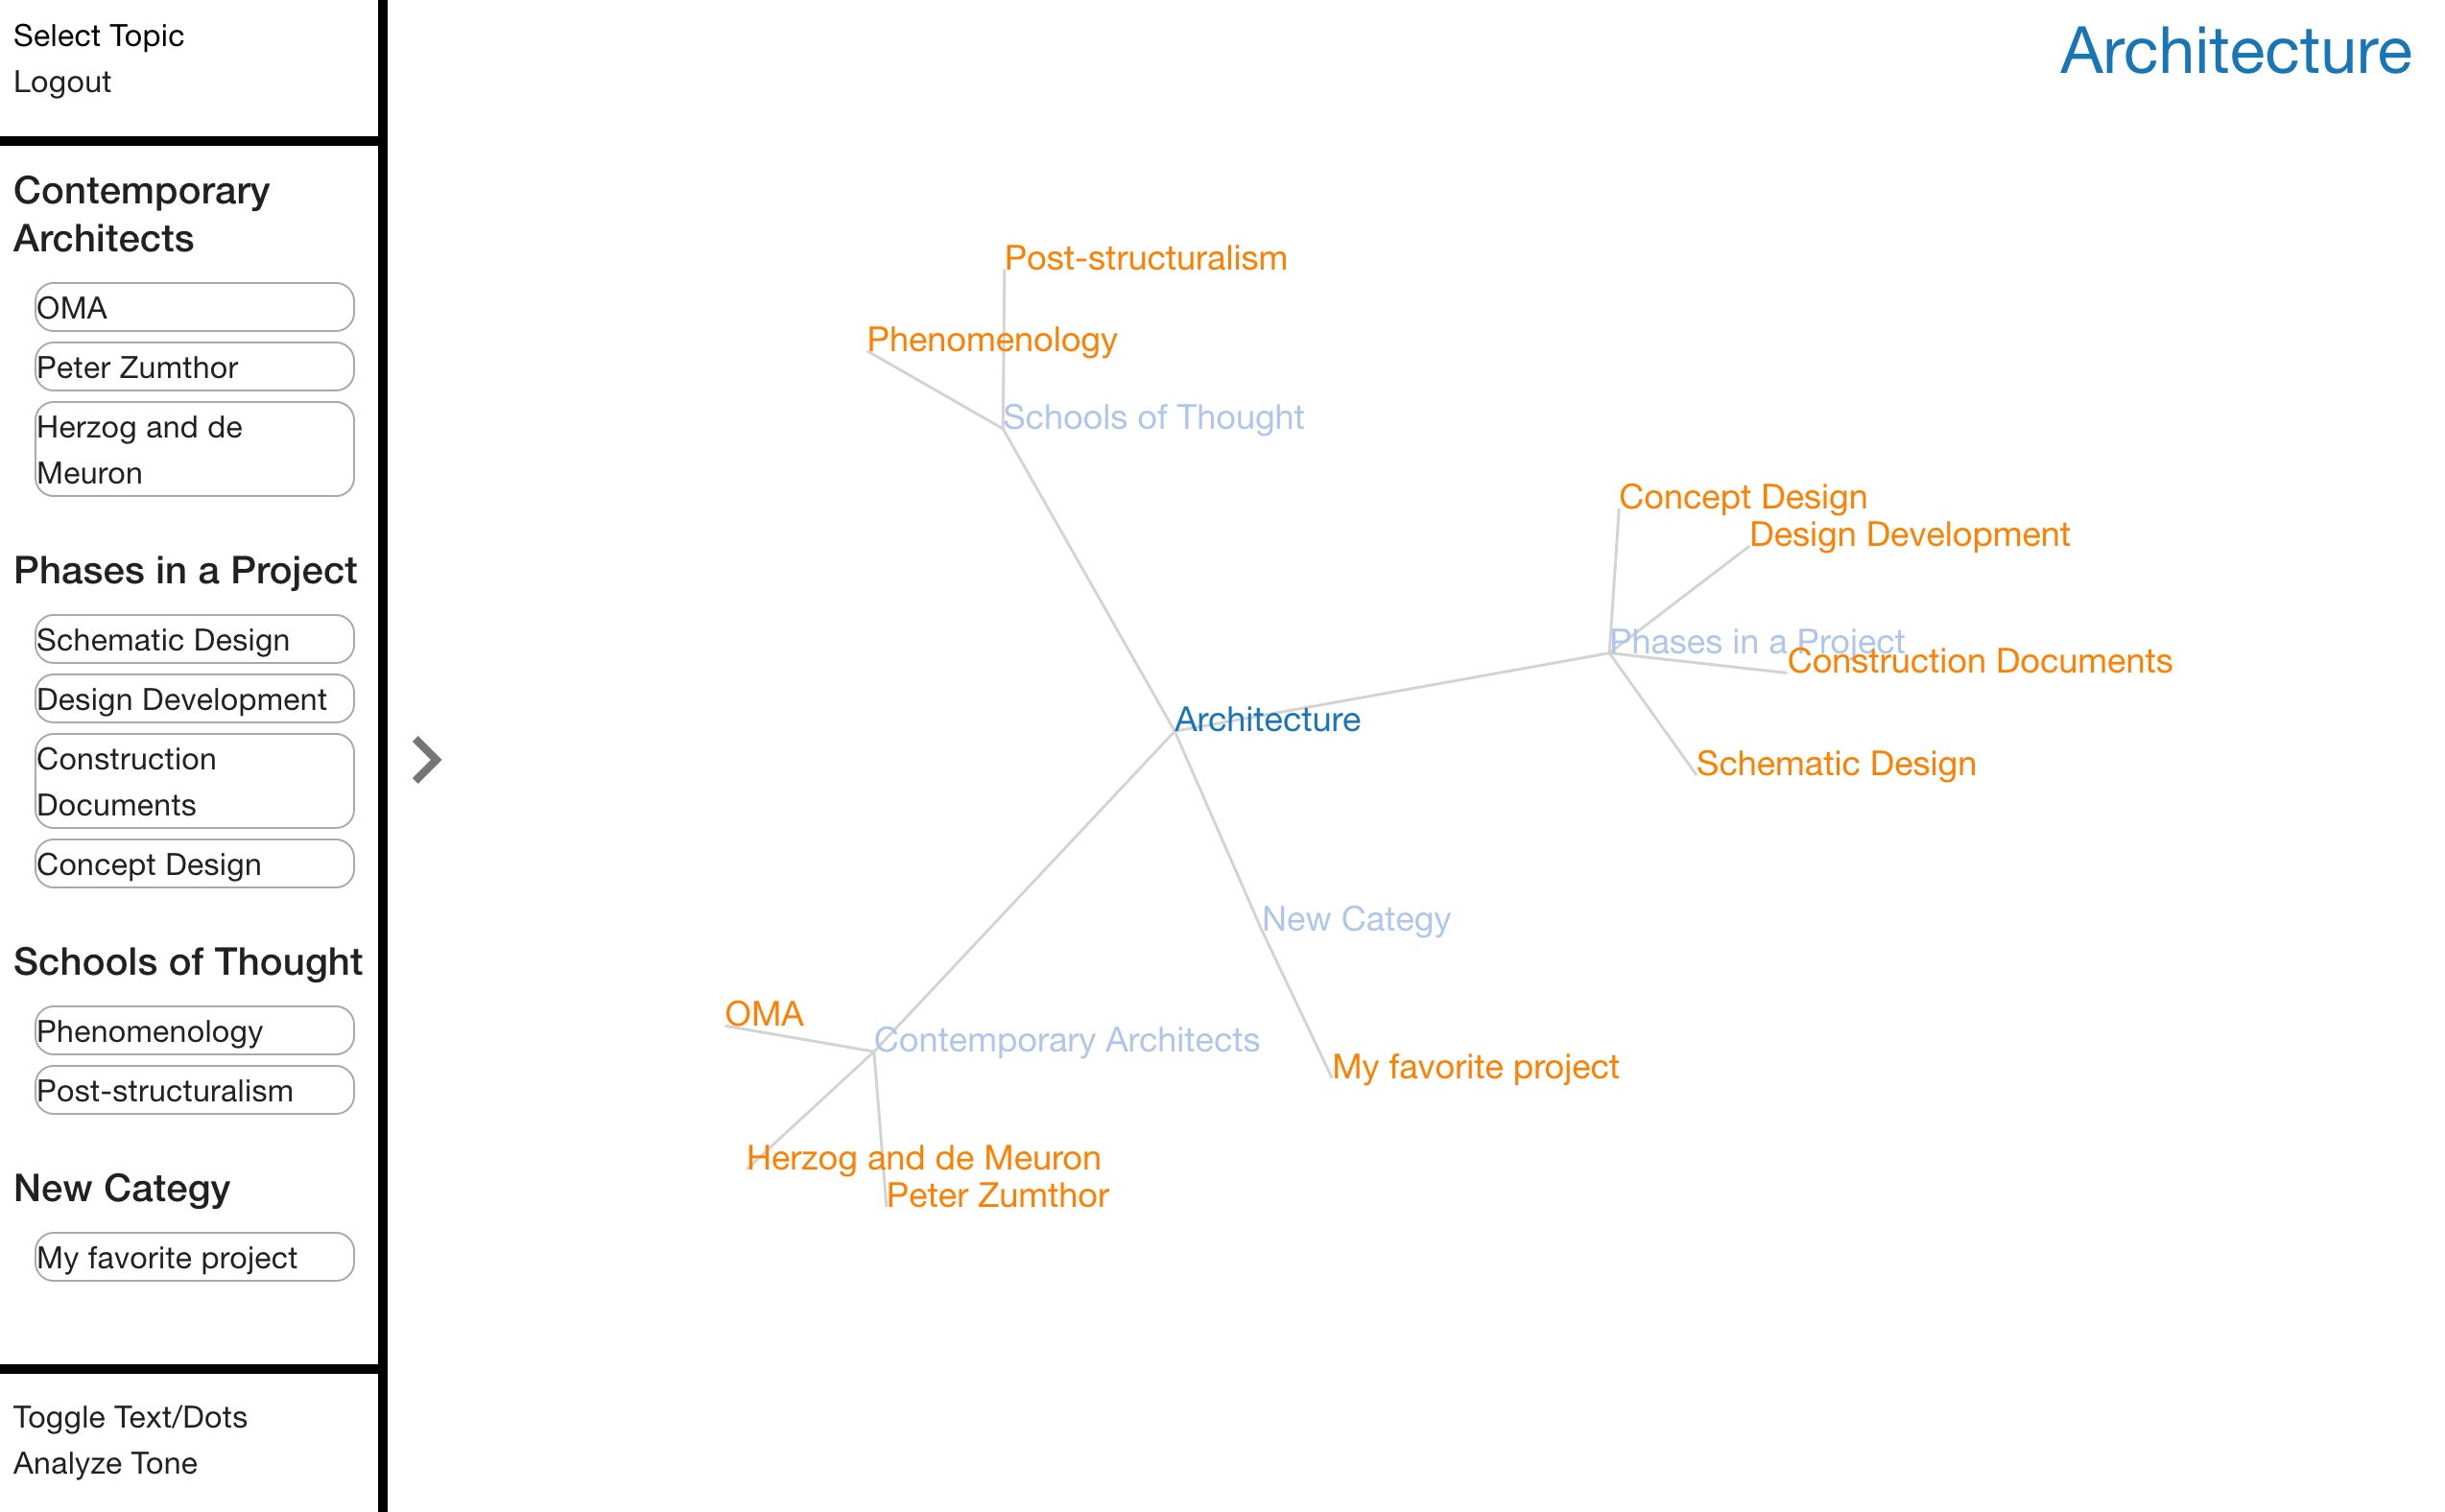 Select Topic
Logout
Contemporary
Architects
OMA
Peter Zumthor
Herzog and de
Meuron
Phases in a Project
Schematic Design
Design Development
Construction
Documents
Concept Design
Schools of Thought
Phenomenology
Post-structuralism
New Categy
My favorite project
Toggle Text/Dots
Analyze Tone
Architecture
Post-structuralism
Phenomenology
Schools of Thought
Concept Design
Design Development
Phases in a Project
Construction Documents
Architecture
Schematic Design
New Categy
OMA
Contemporary Architects
My favorite project
Herzog and de Meuron
Peter Zumthor